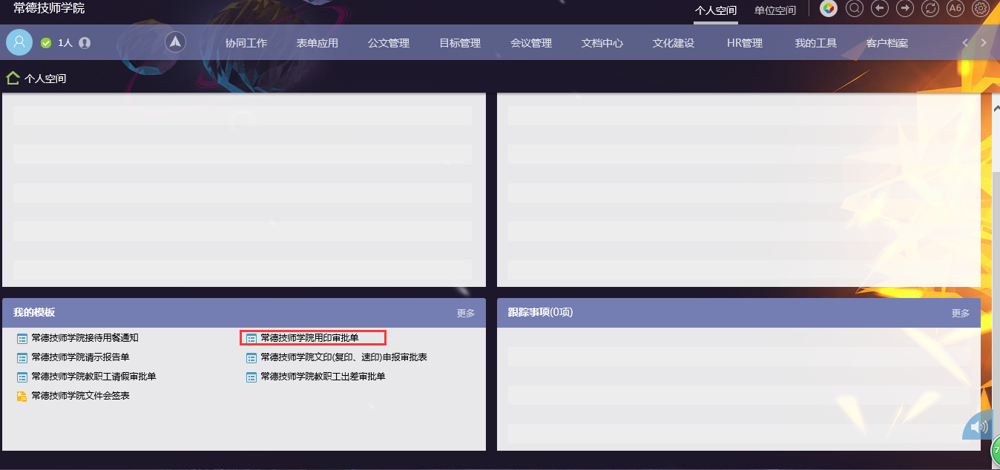 常德技师学院
个人空间 单位空间 A6
1人 协同工作 表单应用 公文管理 目标管理 会议管理 文档中心 文化建设 HR管理 我的工具 客户档案
个人空间
我的模板 更多
常德技师学院接待用餐通知 常德技师学院用印审批单
常德技师学院请示报告单 常德技师学院文印(复印、速印)申报审批表
常德技师学院教职工请假审批单 常德技师学院教职工出差审批单
常德技师学院文件会签表
跟踪事项(0项) 更多
7